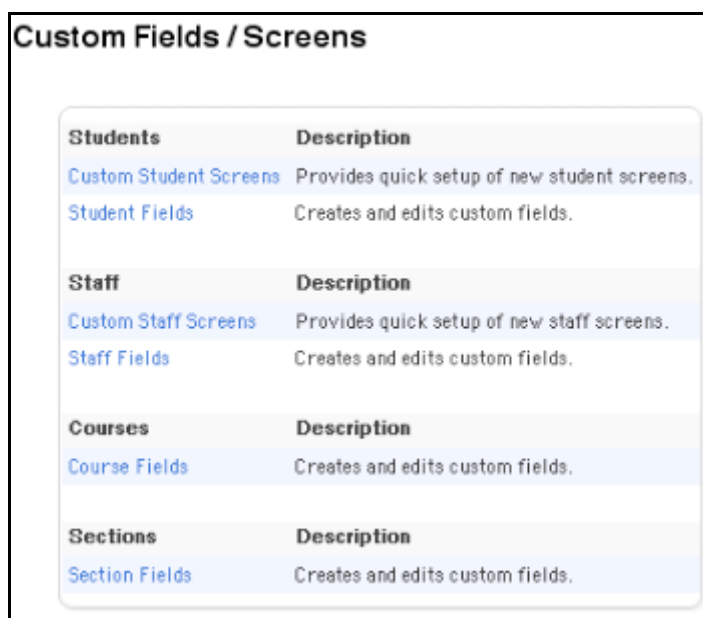 Custom Fields / Screens
Students Description
Custom Student Screens Provides quick setup of new student screens.
Student Fields Creates and edits custom fields.
Staff Description
Custom Staff Screens Provides quick setup of new staff screens.
Staff Fields Creates and edits custom fields.
Courses Description
Course Fields Creates and edits custom fields.
Sections Description
Section Fields Creates and edits custom fields.